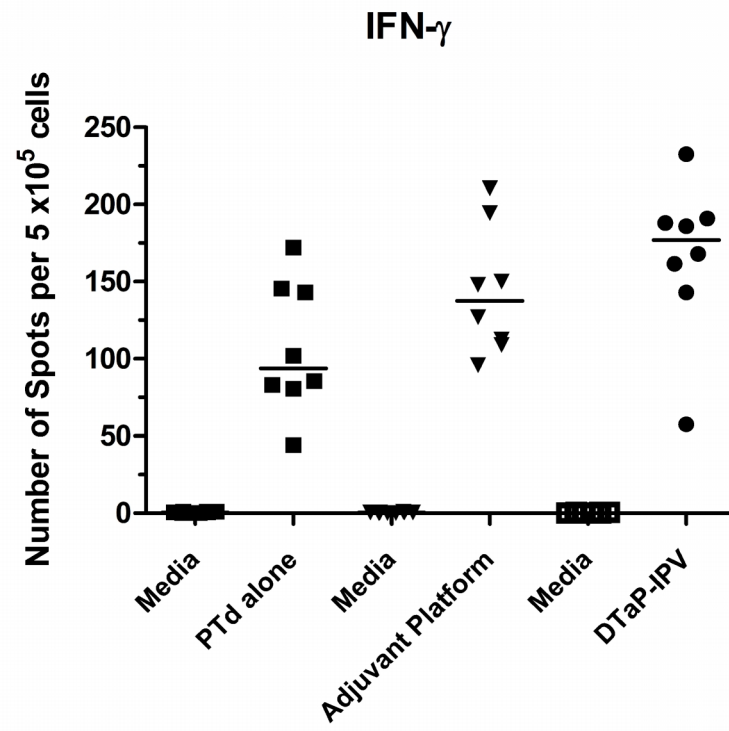 IFN-γ
Number of Spots per 5 x10⁵ cells
250
200
150
100
50
0
Media
PTd alone
Media
Adjuvant Platform
Media
DTaP-IPV